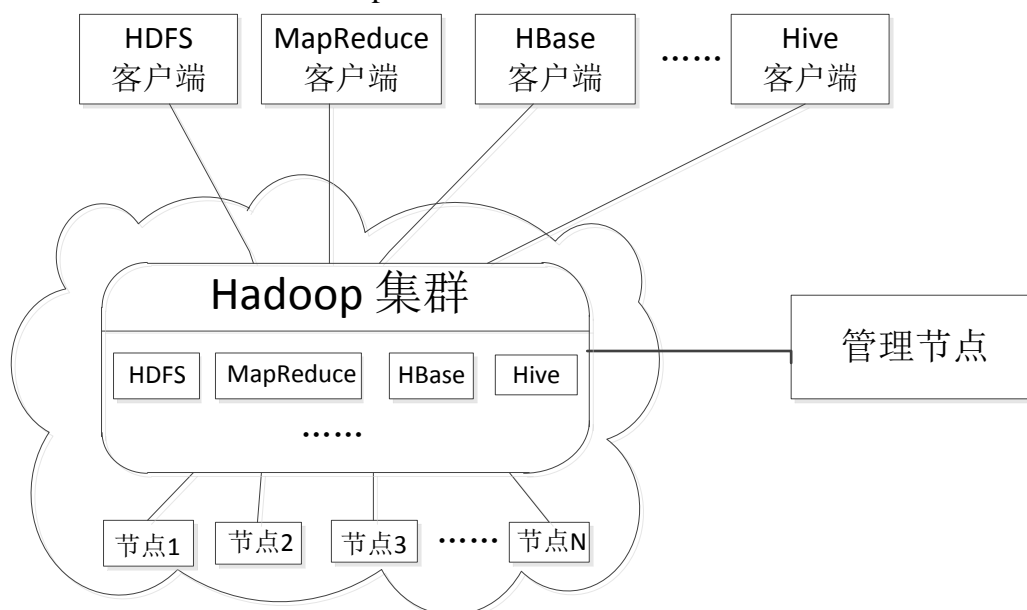 HDFS
客户端
MapReduce
客户端
HBase
客户端
……
Hive
客户端
Hadoop 集群
管理节点
HDFS
MapReduce
HBase
Hive
……
节点1
节点2
节点3
……
节点N